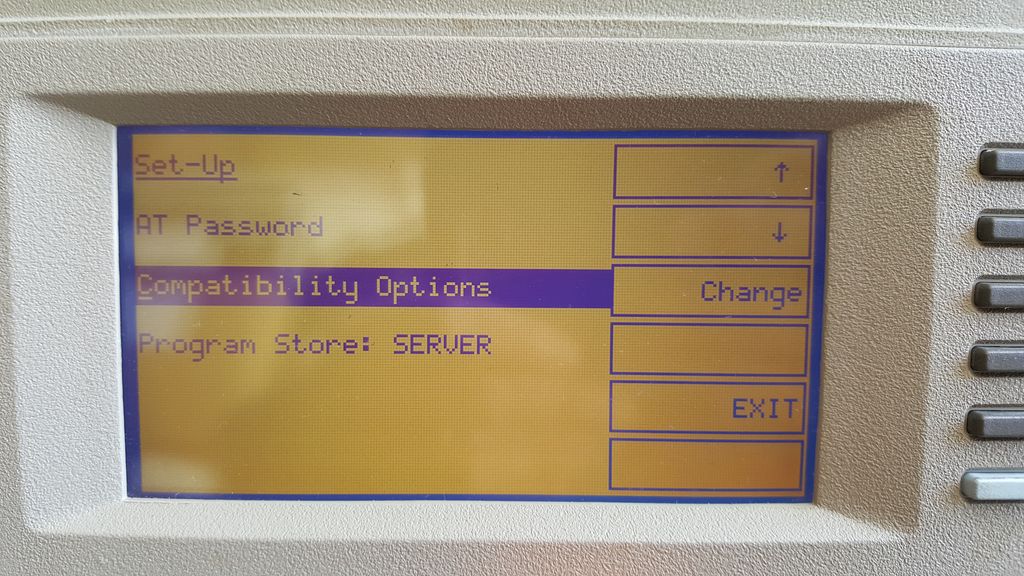 Set-Up
↑
AT Password
↓
Compatibility Options
Change
Program Store: SERVER
EXIT